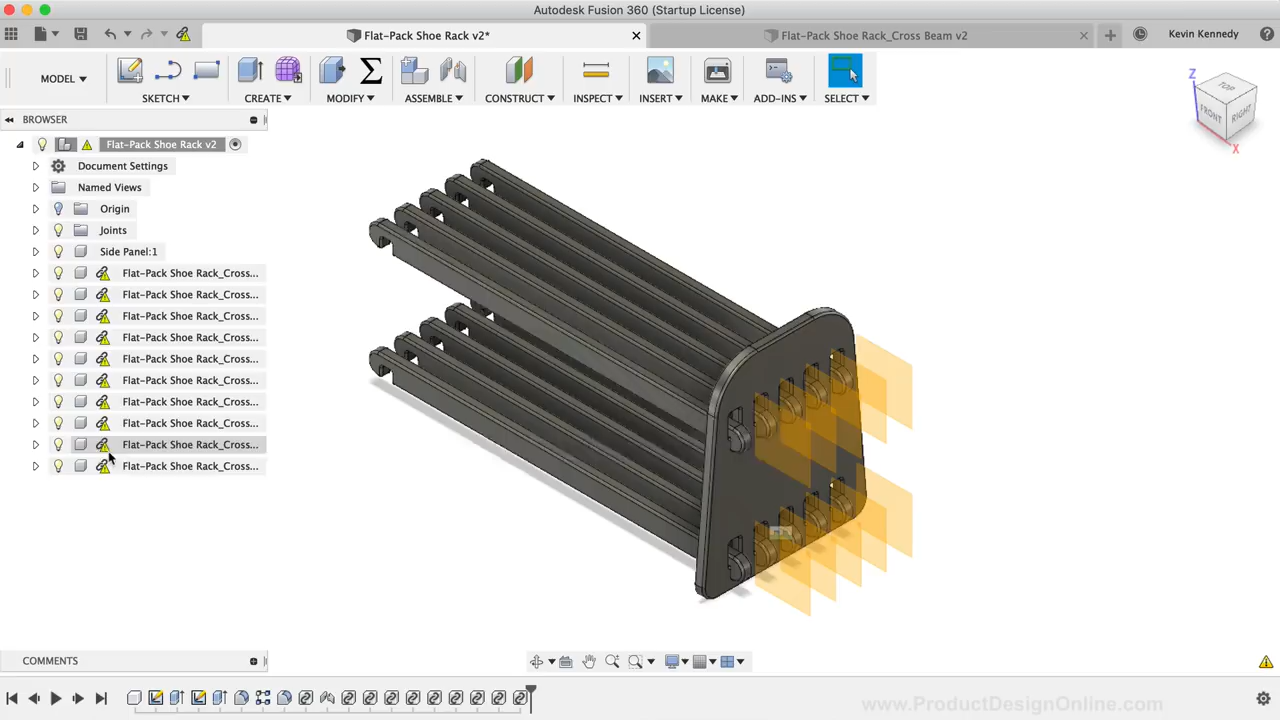 Autodesk Fusion 360 (Startup License)
Flat-Pack Shoe Rack v2*
Flat-Pack Shoe Rack_Cross Beam v2
Kevin Kennedy
MODEL
SKETCH
CREATE
MODIFY
ASSEMBLE
CONSTRUCT
INSPECT
INSERT
MAKE
ADD-INS
SELECT
BROWSER
Flat-Pack Shoe Rack v2
Document Settings
Named Views
Origin
Joints
Side Panel:1
Flat-Pack Shoe Rack_Cross...
Flat-Pack Shoe Rack_Cross...
Flat-Pack Shoe Rack_Cross...
Flat-Pack Shoe Rack_Cross...
Flat-Pack Shoe Rack_Cross...
Flat-Pack Shoe Rack_Cross...
Flat-Pack Shoe Rack_Cross...
Flat-Pack Shoe Rack_Cross...
Flat-Pack Shoe Rack_Cross...
Flat-Pack Shoe Rack_Cross...
Z
TOP
FRONT
RIGHT
X
COMMENTS
www.ProductDesignOnline.com